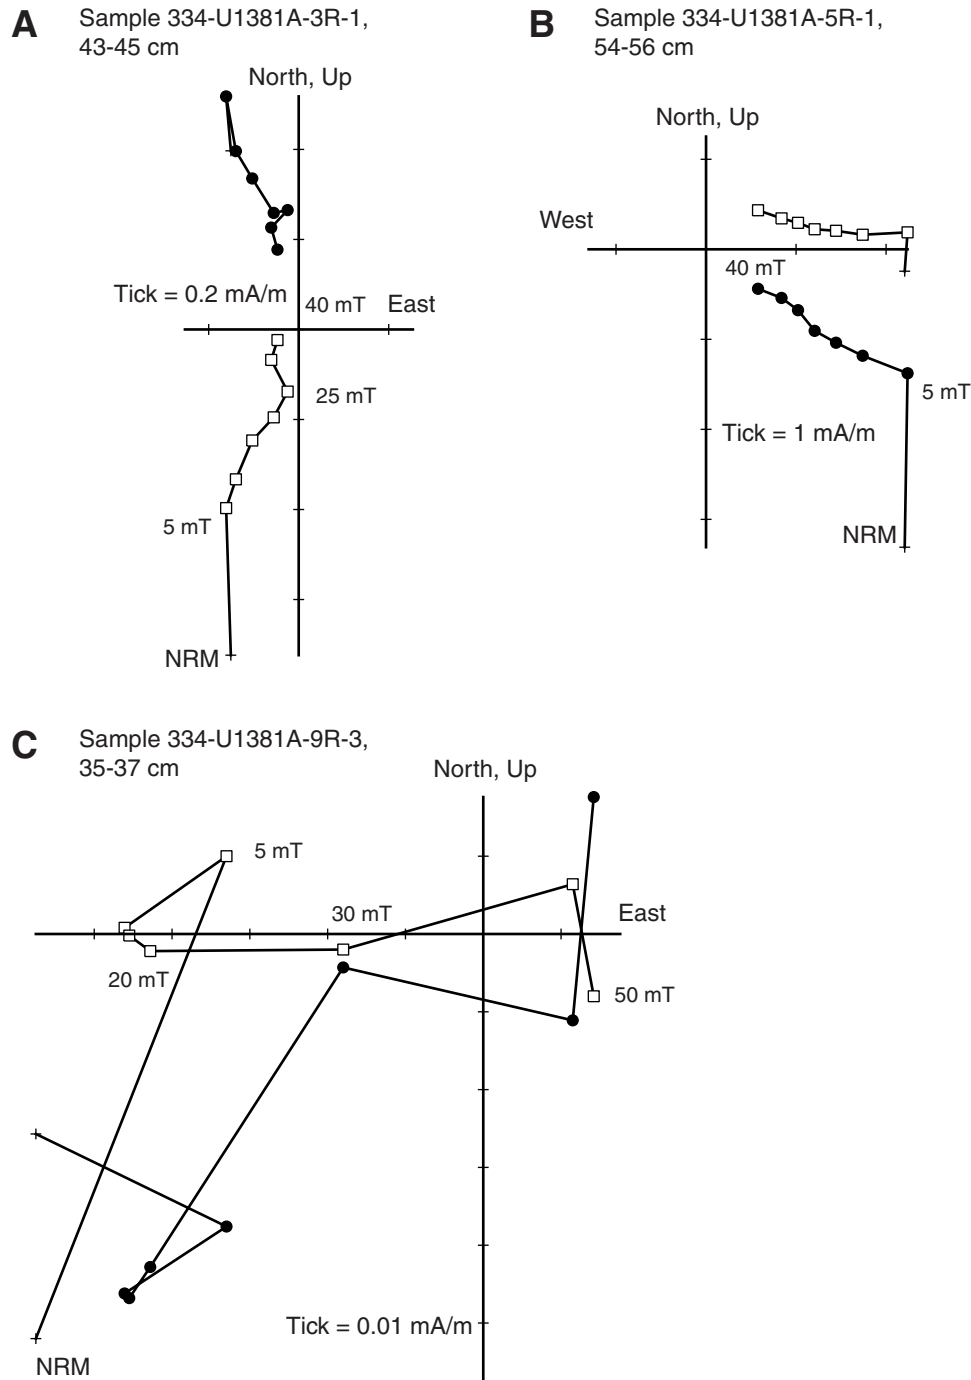 A
Sample 334-U1381A-3R-1,
43-45 cm
North, Up
Tick = 0.2 mA/m
40 mT
East
25 mT
5 mT
NRM
B
Sample 334-U1381A-5R-1,
54-56 cm
North, Up
West
40 mT
5 mT
Tick = 1 mA/m
NRM
C
Sample 334-U1381A-9R-3,
35-37 cm
North, Up
5 mT
30 mT
East
20 mT
50 mT
Tick = 0.01 mA/m
NRM